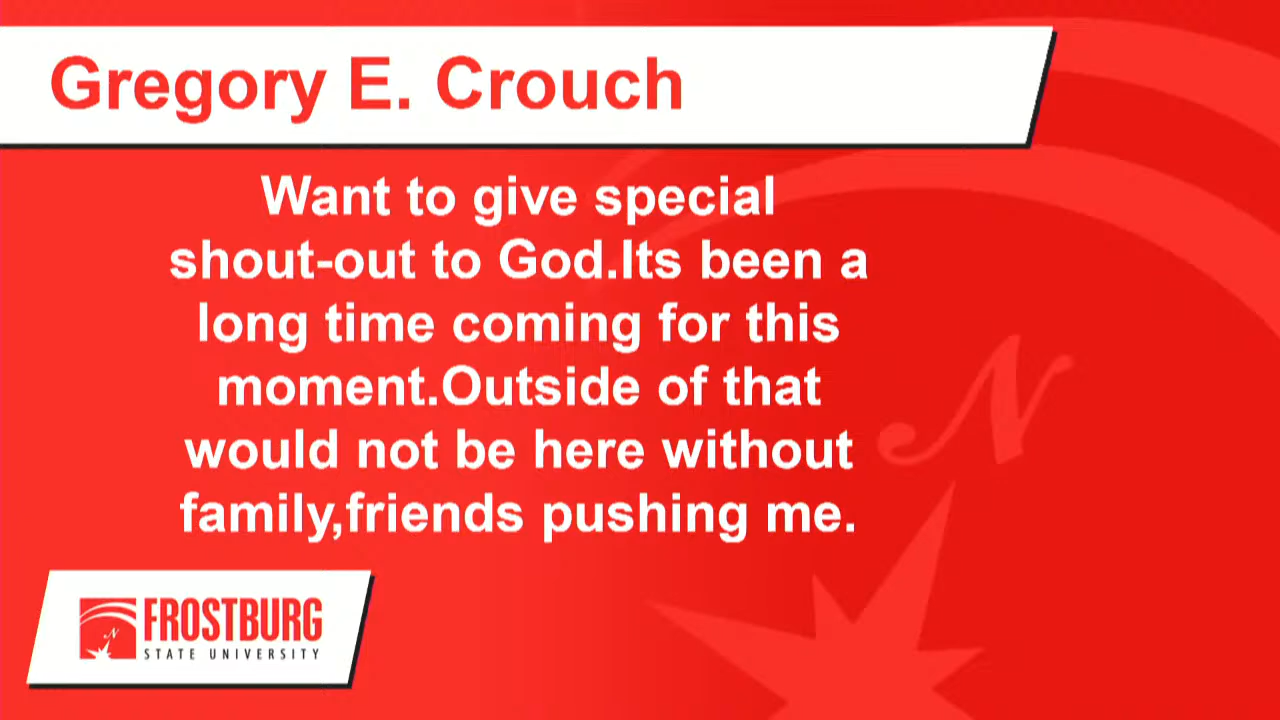 Gregory E. Crouch
Want to give special
shout-out to God.Its been a
long time coming for this
moment.Outside of that
would not be here without
family,friends pushing me.
N
N
FROSTBURG
STATE UNIVERSITY